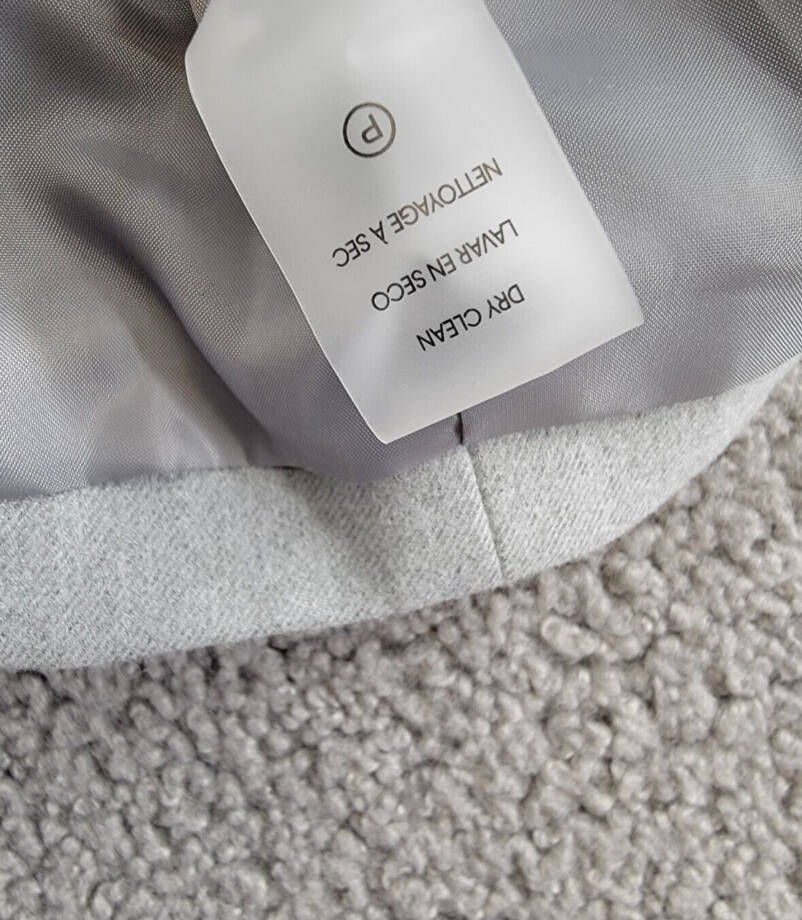 DRY CLEAN
LAVAR EN SECO
NETTOYAGE À SEC
P